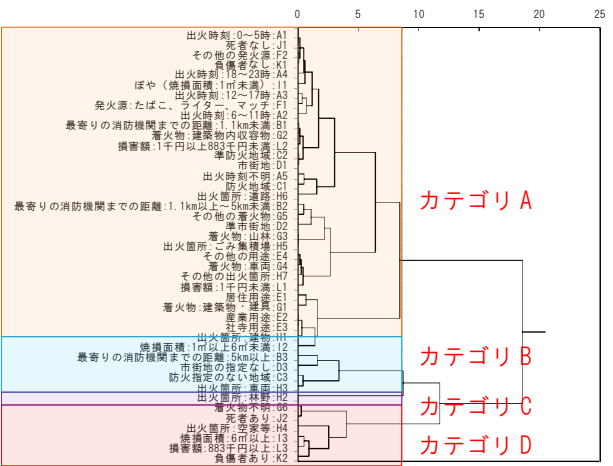 0 5 10 15 20 25
出火時刻:0～5時:A1
死者なし:J1
その他の発火源:F2
負傷者なし:K1
出火時刻:18～23時:A4
ぼや（焼損面積:1㎡未満）:I1
出火時刻:12～17時:A3
発火源:たばこ、ライター、マッチ:F1
出火時刻:6～11時:A2
最寄りの消防機関までの距離:1.1km未満:B1
着火物:建築物内収容物:G2
損害額:1千円以上883千円未満:L2
準防火地域:C2
市街地:D1
出火時刻不明:A5
防火地域:C1
出火箇所:道路:H6
最寄りの消防機関までの距離:1.1km以上～5km未満:B2
その他の着火物:G5
準市街地:D2
着火物:山林:G3
出火箇所:ごみ集積場:H5
その他の用途:E4
着火物:車両:G4
その他の出火箇所:H7
損害額:1千円未満:L1
居住用途:E1
着火物:建築物・建具:G1
産業用途:E2
社寺用途:E3
出火箇所:建物:H1
焼損面積:1㎡以上6㎡未満:I2
最寄りの消防機関までの距離:5km以上:B3
市街地の指定なし:D3
防火指定のない地域:C3
出火箇所:車両:H3
出火箇所:林野:H2
着火物不明:G6
死者あり:J2
出火箇所:空家等:H4
焼損面積:6㎡以上:I3
損害額:883千円以上:L3
負傷者あり:K2
カテゴリA
カテゴリB
カテゴリC
カテゴリD